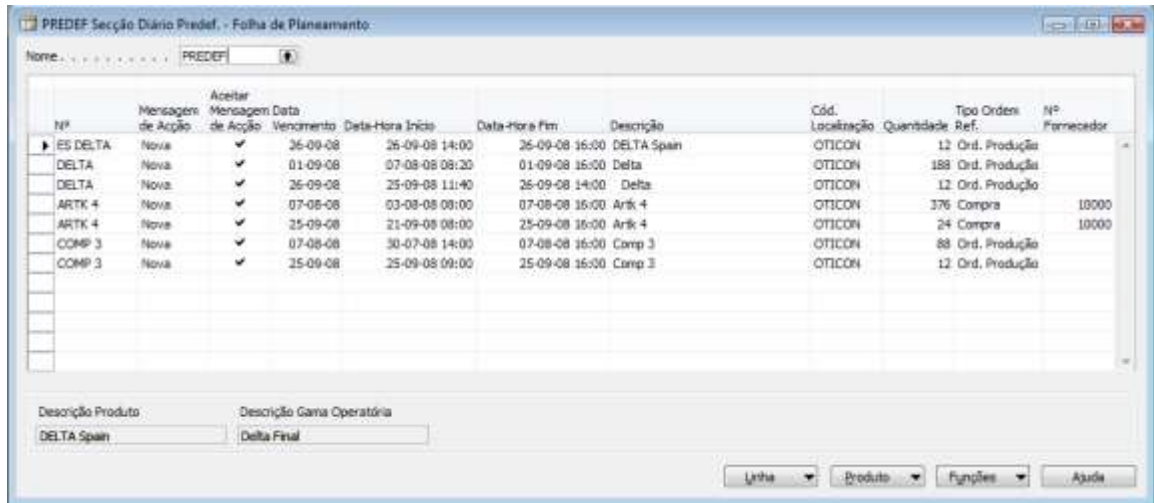 PREDEF Secção Diário Predef. - Folha de Planeamento
Nome . . . . . . . . . . PREDEF
Nº Mensagem de Acção Aceitar Mensagem de Acção Data Vencimento Data-Hora Início Data-Hora Fim Descrição Cód. Localização Quantidade Tipo Ordem Ref. Nº Fornecedor
ES DELTA Nova ✔ 26-09-08 26-09-08 14:00 26-09-08 16:00 DELTA Spain OTICON 12 Ord. Produção
DELTA Nova ✔ 01-09-08 07-08-08 08:20 01-09-08 16:00 Delta OTICON 188 Ord. Produção
DELTA Nova ✔ 26-09-08 25-09-08 11:40 26-09-08 14:00 Delta OTICON 12 Ord. Produção
ARTK 4 Nova ✔ 07-08-08 03-08-08 08:00 07-08-08 16:00 Artk 4 OTICON 376 Compra 10000
ARTK 4 Nova ✔ 25-09-08 21-09-08 08:00 25-09-08 16:00 Artk 4 OTICON 24 Compra 10000
COMP 3 Nova ✔ 07-08-08 30-07-08 14:00 07-08-08 16:00 Comp 3 OTICON 88 Ord. Produção
COMP 3 Nova ✔ 25-09-08 25-09-08 09:00 25-09-08 16:00 Comp 3 OTICON 12 Ord. Produção
Descrição Produto Descrição Gama Operatória
DELTA Spain Delta Final
Linha Produto Funções Ajuda